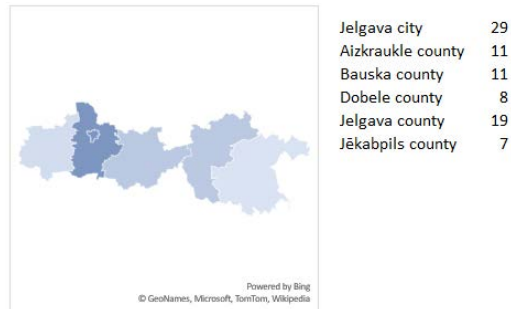 Jelgava city 29
Aizkraukle county 11
Bauska county 11
Dobele county 8
Jelgava county 19
Jēkabpils county 7
Powered by Bing
© GeoNames, Microsoft, TomTom, Wikipedia